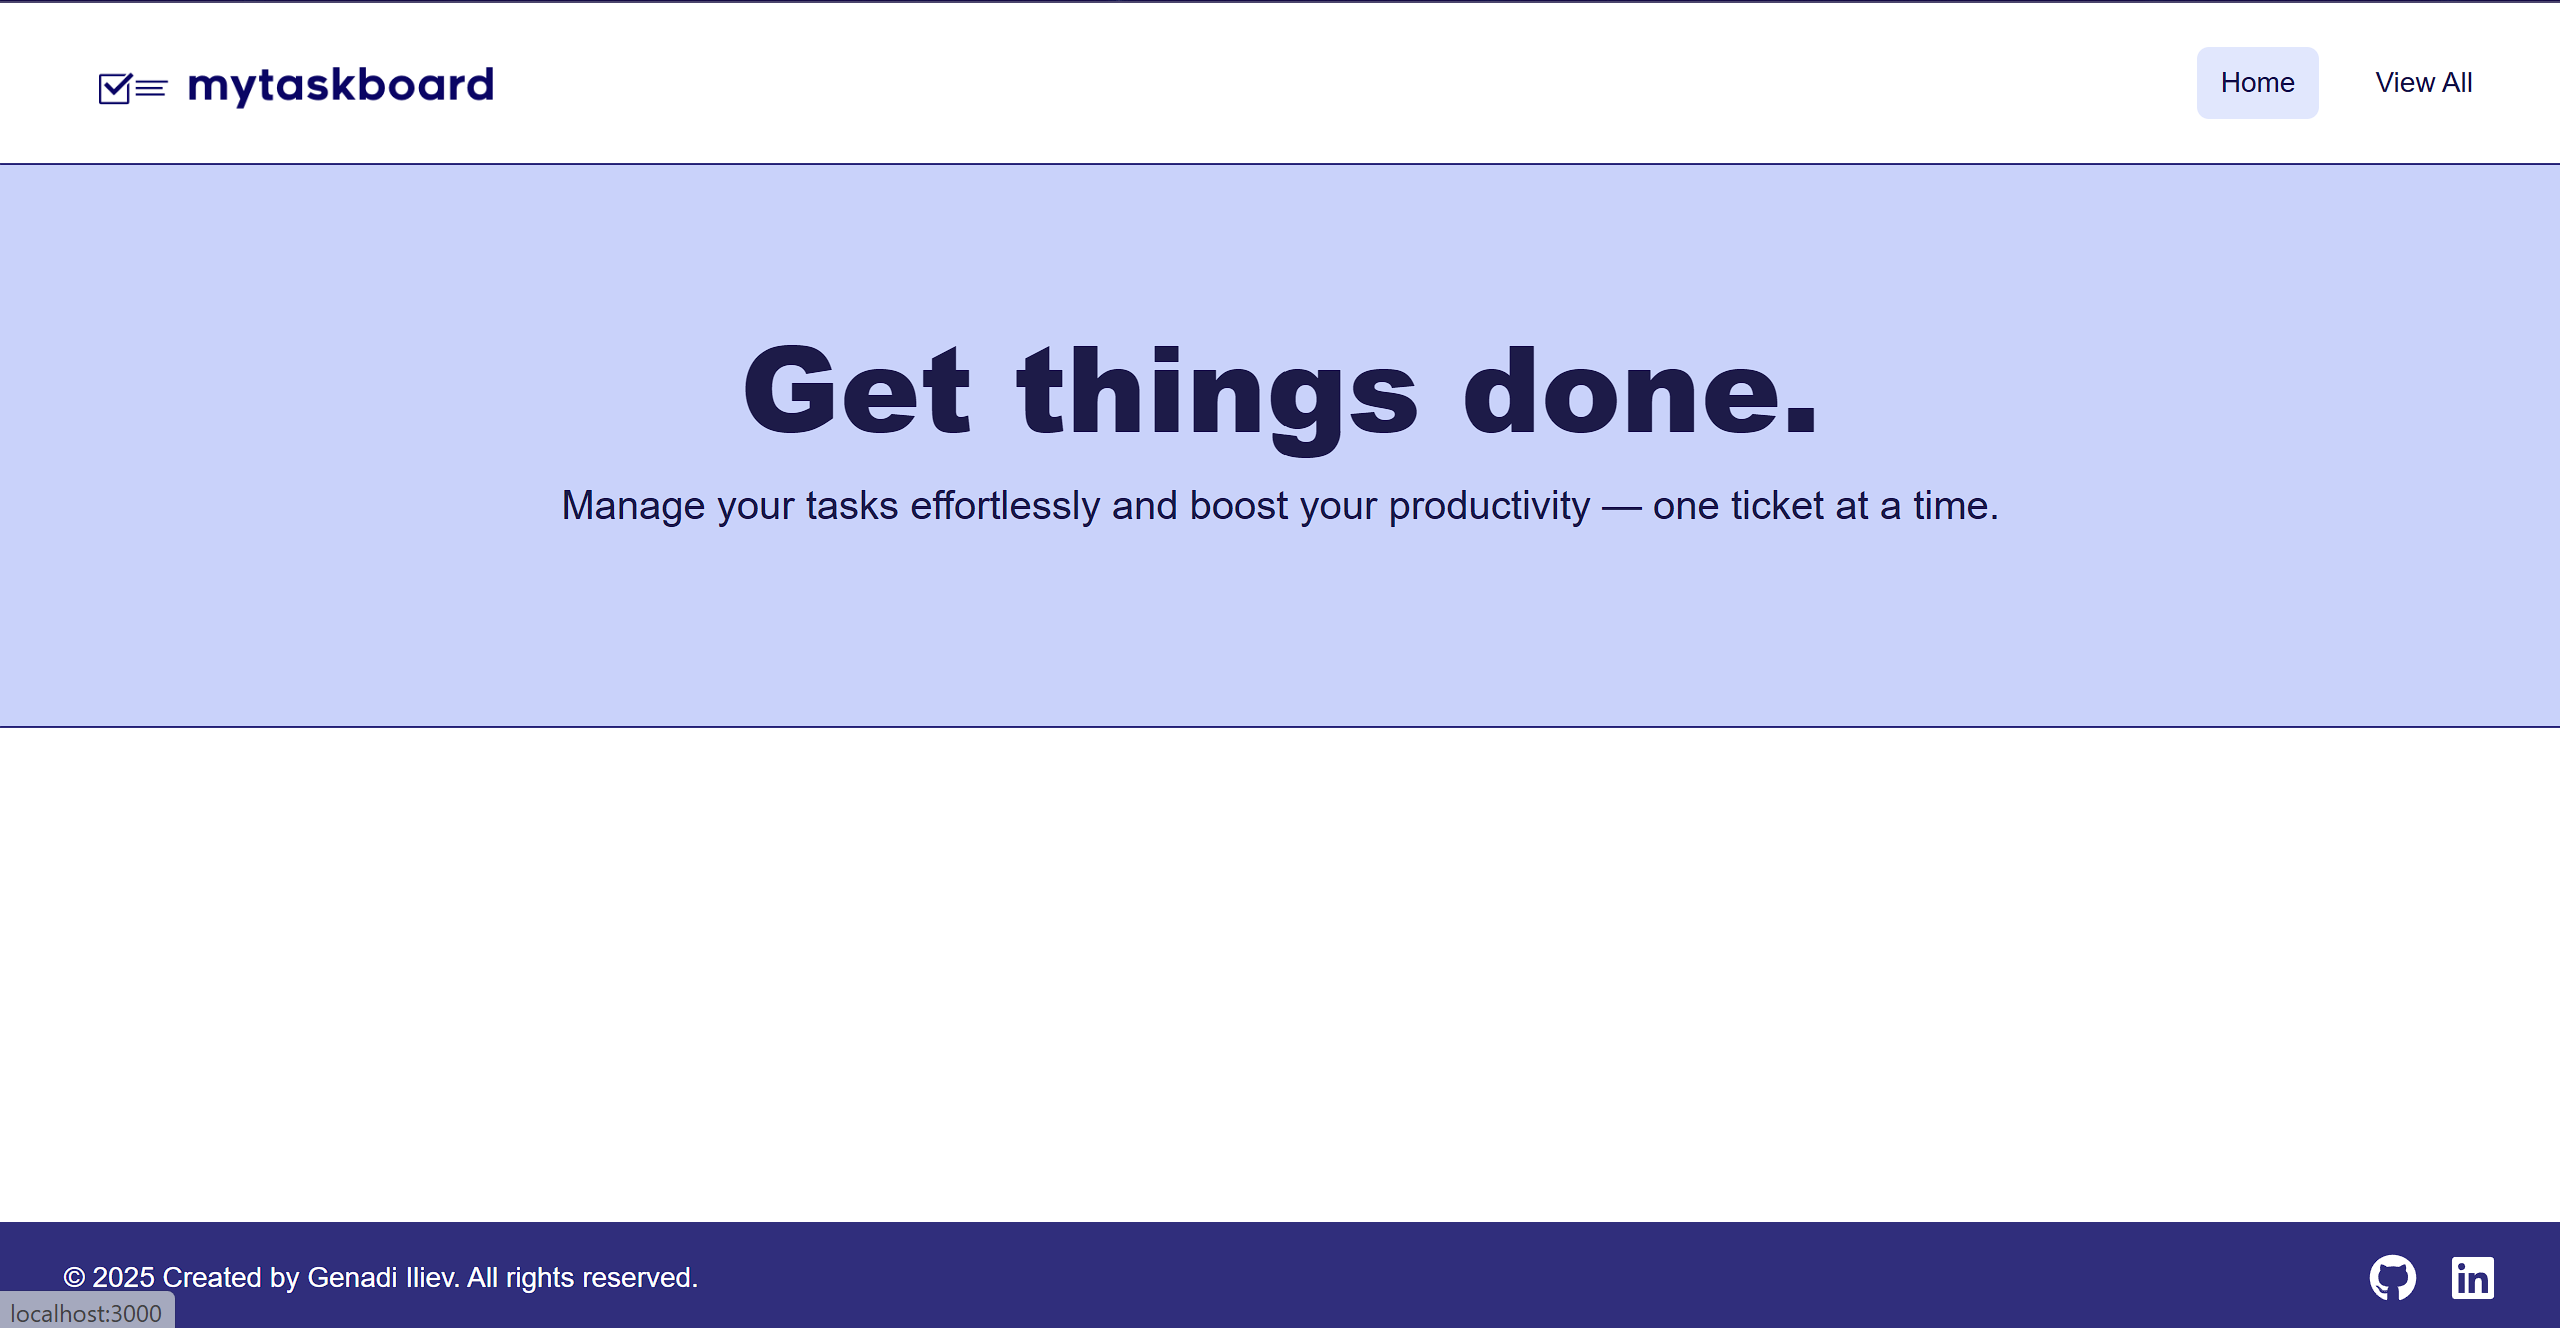 mytaskboard
Home
View All
Get things done.
Manage your tasks effortlessly and boost your productivity — one ticket at a time.
© 2025 Created by Genadi Iliev. All rights reserved.
in
localhost:3000